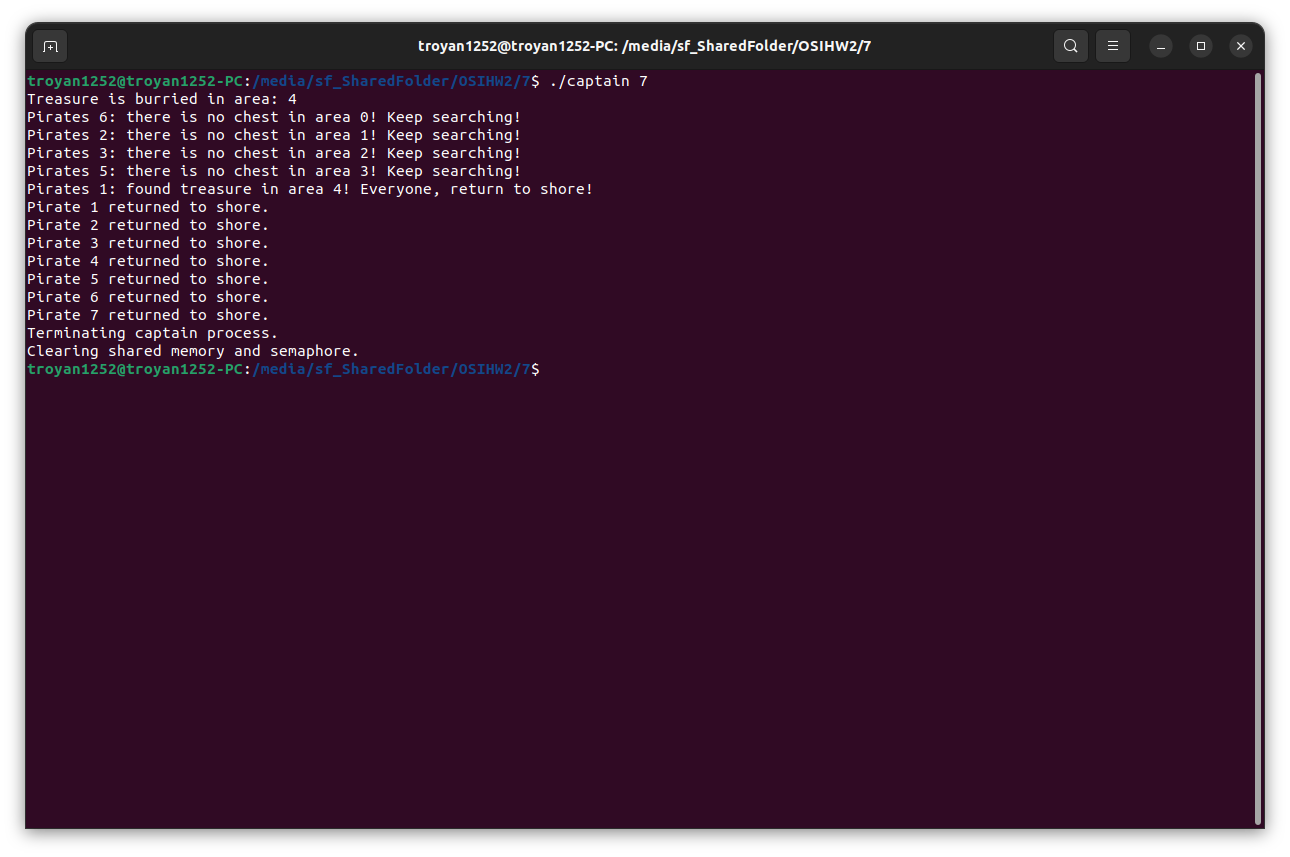 troyan1252@troyan1252-PC: /media/sf_SharedFolder/OSIHW2/7
troyan1252@troyan1252-PC:/media/sf_SharedFolder/OSIHW2/7$ ./captain 7
Treasure is burried in area: 4
Pirates 6: there is no chest in area 0! Keep searching!
Pirates 2: there is no chest in area 1! Keep searching!
Pirates 3: there is no chest in area 2! Keep searching!
Pirates 5: there is no chest in area 3! Keep searching!
Pirates 1: found treasure in area 4! Everyone, return to shore!
Pirate 1 returned to shore.
Pirate 2 returned to shore.
Pirate 3 returned to shore.
Pirate 4 returned to shore.
Pirate 5 returned to shore.
Pirate 6 returned to shore.
Pirate 7 returned to shore.
Terminating captain process.
Clearing shared memory and semaphore.
troyan1252@troyan1252-PC:/media/sf_SharedFolder/OSIHW2/7$